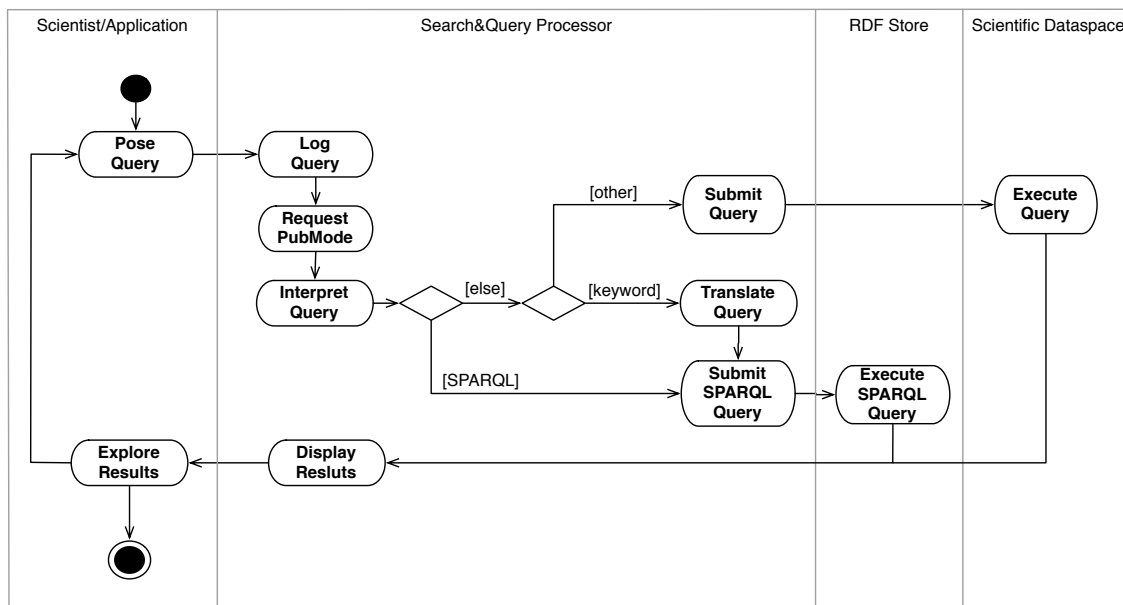 Scientist/Application
Search&Query Processor
RDF Store
Scientific Dataspace
Pose
Query
Log
Query
[other]
Submit
Query
Execute
Query
Request
PubMode
Interpret
Query
[else]
[keyword]
Translate
Query
[SPARQL]
Submit
SPARQL
Query
Execute
SPARQL
Query
Explore
Results
Display
Resluts